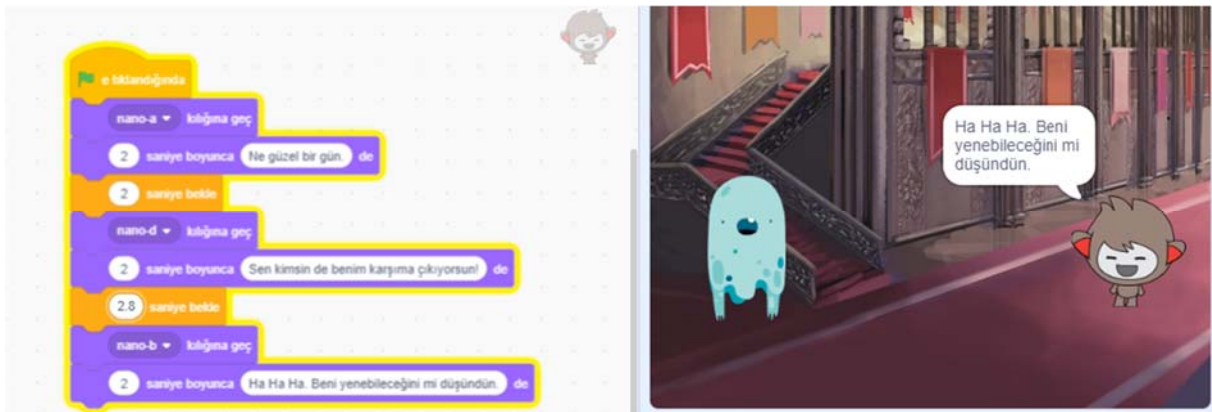 e tıklandığında
nano-a kılığına geç
2 saniye boyunca Ne güzel bir gün. de
2 saniye bekle
nano-d kılığına geç
2 saniye boyunca Sen kimsin de benim karşıma çıkıyorsun! de
2.8 saniye bekle
nano-b kılığına geç
2 saniye boyunca Ha Ha Ha. Beni yenebileceğini mi düşündün. de
Ha Ha Ha. Beni
yenebileceğini mi
düşündün.